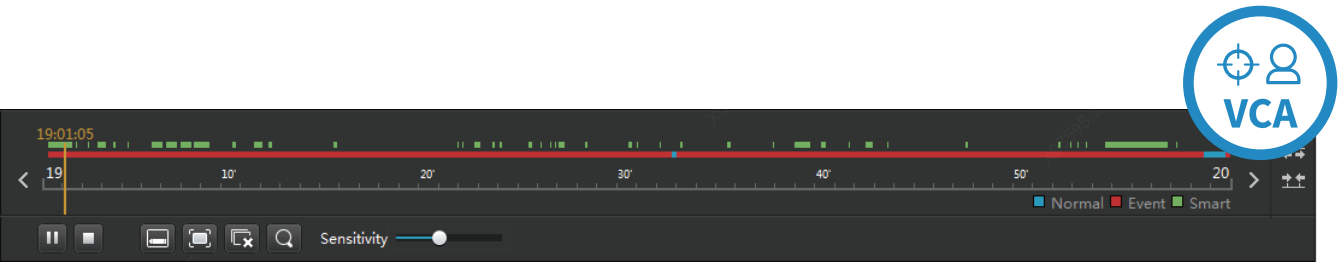 VCA
19:01:05
19 10' 20' 30' 40' 50' 20
Normal Event Smart
Sensitivity